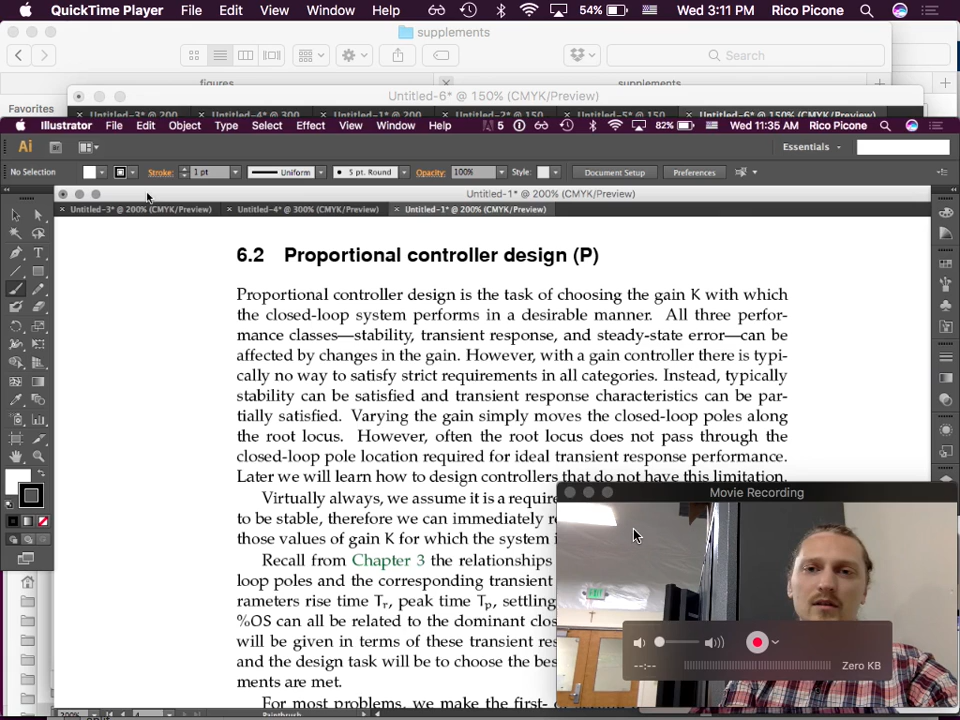 QuickTime Player File Edit View Window Help 54% Wed 3:11 PM Rico Picone
supplements
Search
figures supplements
Favorites
Untitled-6* @ 150% (CMYK/Preview)
Illustrator File Edit Object Type Select Effect View Window Help 5 82% Wed 11:35 AM Rico Picone
Ai Br Essentials
No Selection Stroke: 1 pt Uniform 5 pt. Round Opacity: 100% Style: Document Setup Preferences
Untitled-1* @ 200% (CMYK/Preview)
Untitled-3* @ 200% (CMYK/Preview) Untitled-4* @ 300% (CMYK/Preview) Untitled-1* @ 200% (CMYK/Preview)
6.2 Proportional controller design (P)
Proportional controller design is the task of choosing the gain K with which
the closed-loop system performs in a desirable manner. All three perfor-
mance classes—stability, transient response, and steady-state error—can be
affected by changes in the gain. However, with a gain controller there is typi-
cally no way to satisfy strict requirements in all categories. Instead, typically
stability can be satisfied and transient response characteristics can be par-
tially satisfied. Varying the gain simply moves the closed-loop poles along
the root locus. However, often the root locus does not pass through the
closed-loop pole location required for ideal transient response performance.
Later we will learn how to design controllers that do not have this limitation.
Virtually always, we assume it is a require
to be stable, therefore we can immediately re
those values of gain K for which the system i
Recall from Chapter 3 the relationships
loop poles and the corresponding transient
rameters rise time Tr, peak time Tp, settling
%OS can all be related to the dominant clos
will be given in terms of these transient res
and the design task will be to choose the bes
ments are met.
For most problems, we make the first-
Movie Recording
EXIT
--:-- Zero KB
200% 4 Paintbrush